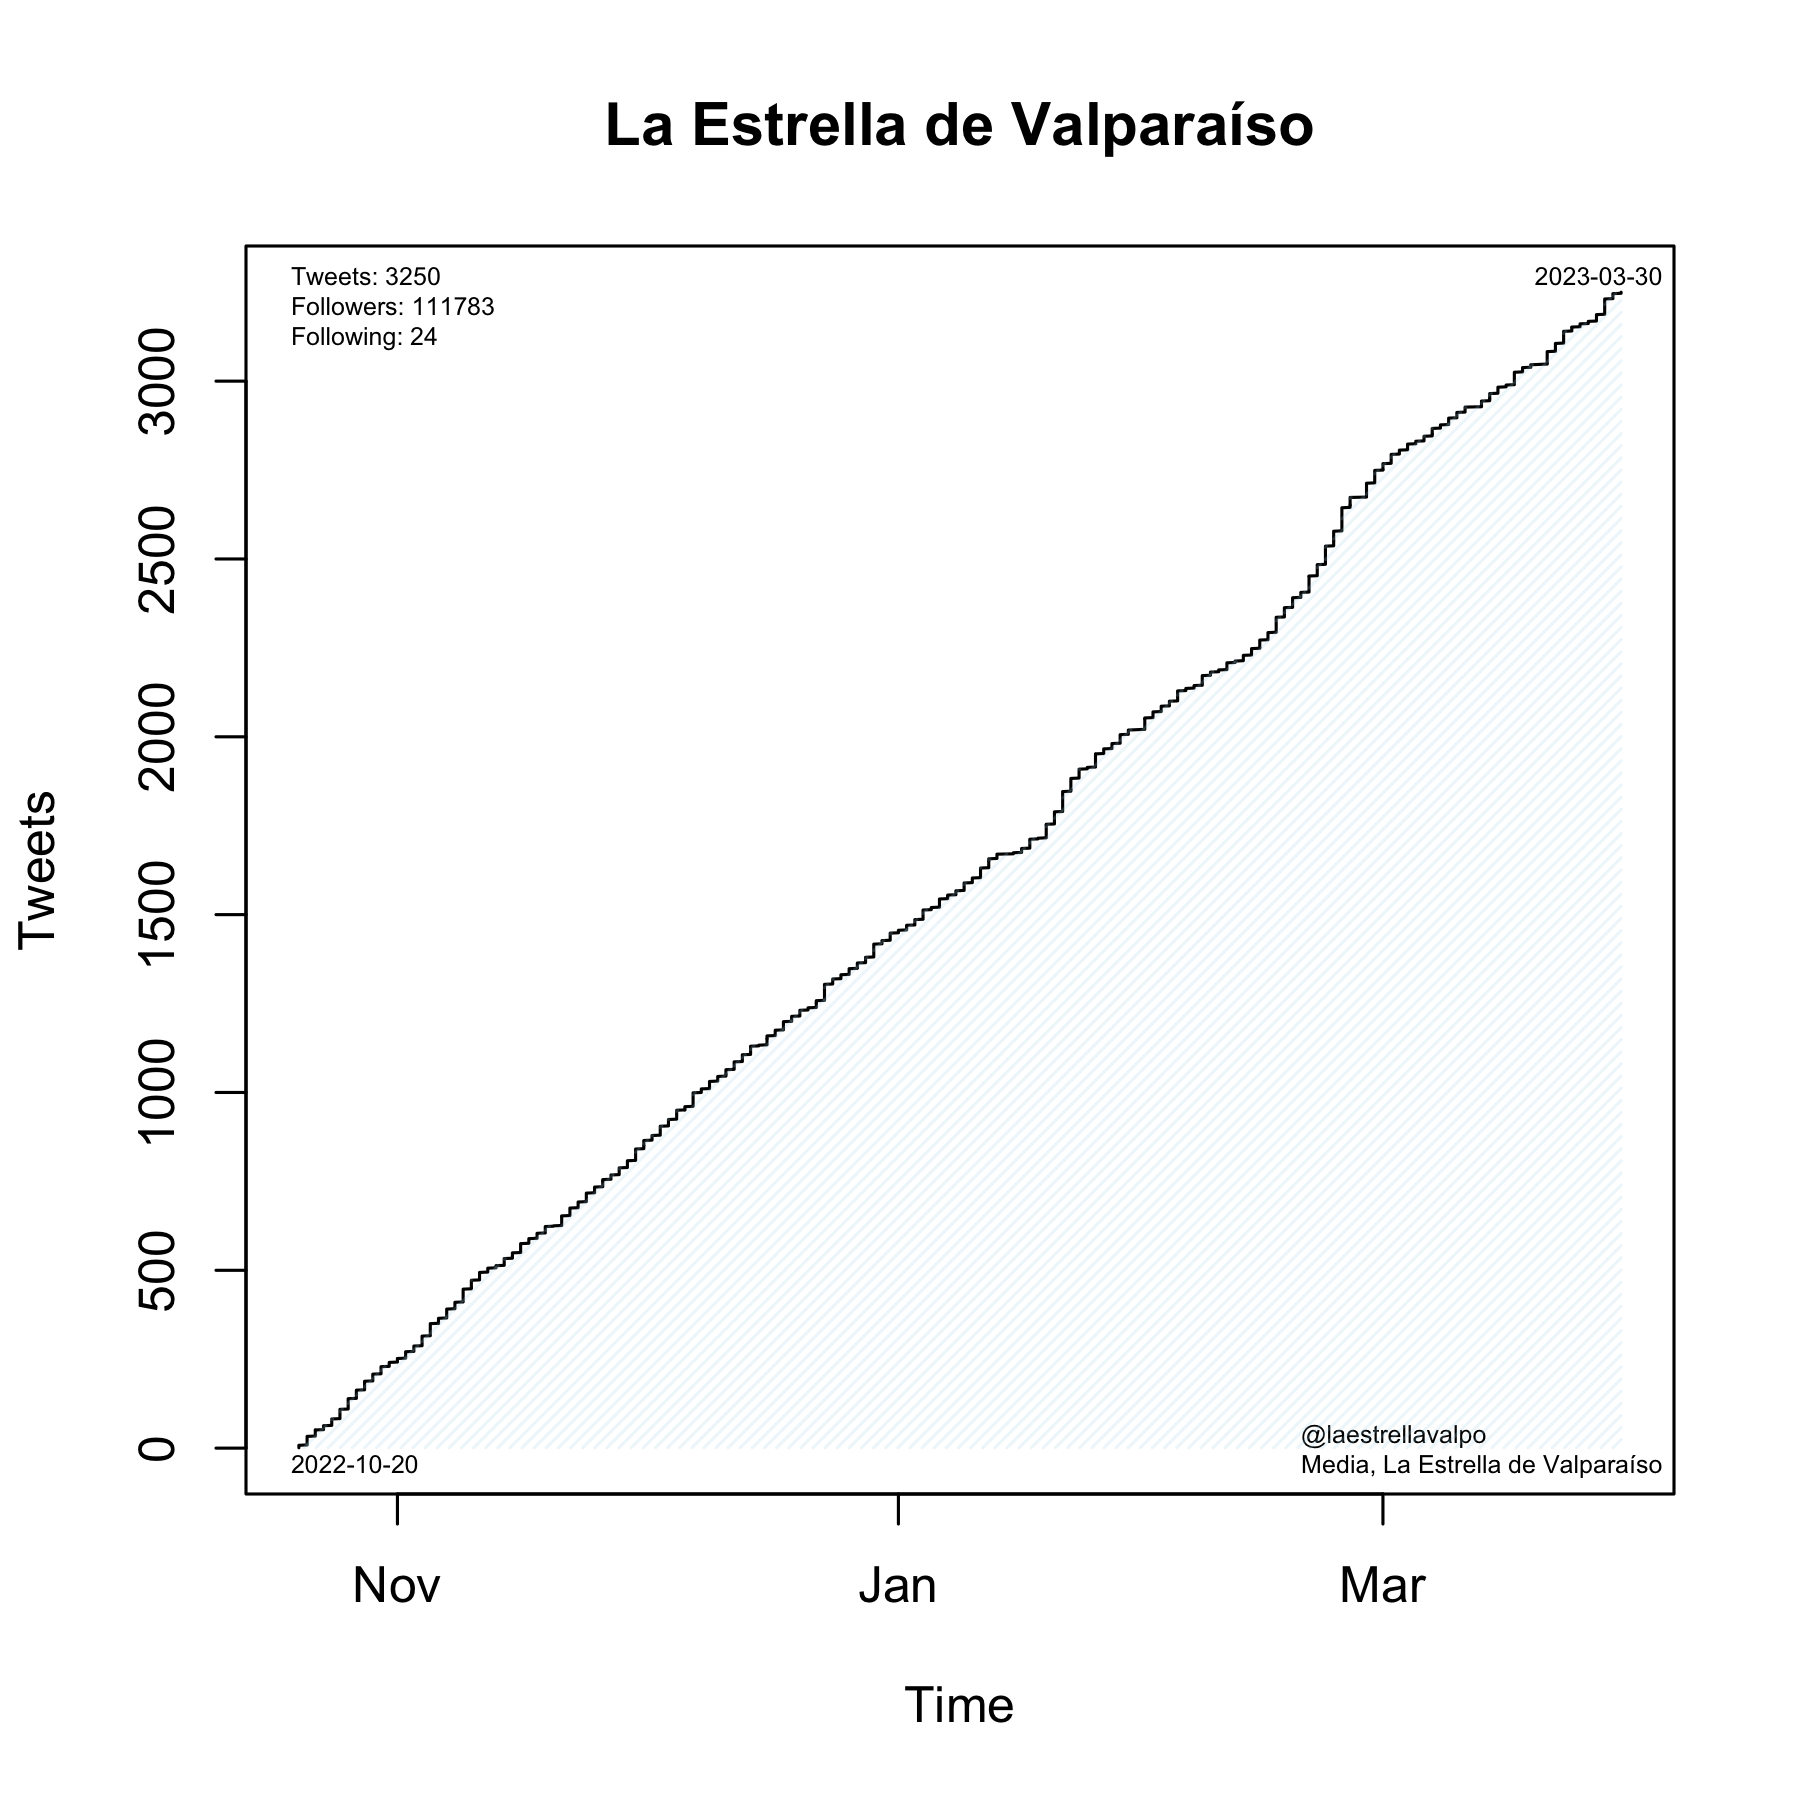 La Estrella de Valparaíso
Tweets: 3250
Followers: 111783
Following: 24
2023-03-30
Tweets
3000
2500
2000
1500
1000
500
0
2022-10-20
@laestrellavalpo
Media, La Estrella de Valparaíso
Nov
Jan
Mar
Time